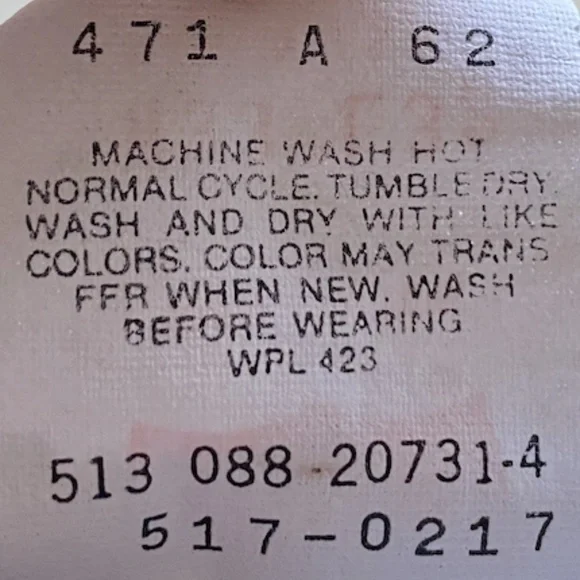 471 A 62
MACHINE WASH HOT
NORMAL CYCLE. TUMBLE DRY.
WASH AND DRY WITH LIKE
COLORS. COLOR MAY TRANS
FER WHEN NEW. WASH
BEFORE WEARING
WPL 423
513 088 20731-4
517-0217